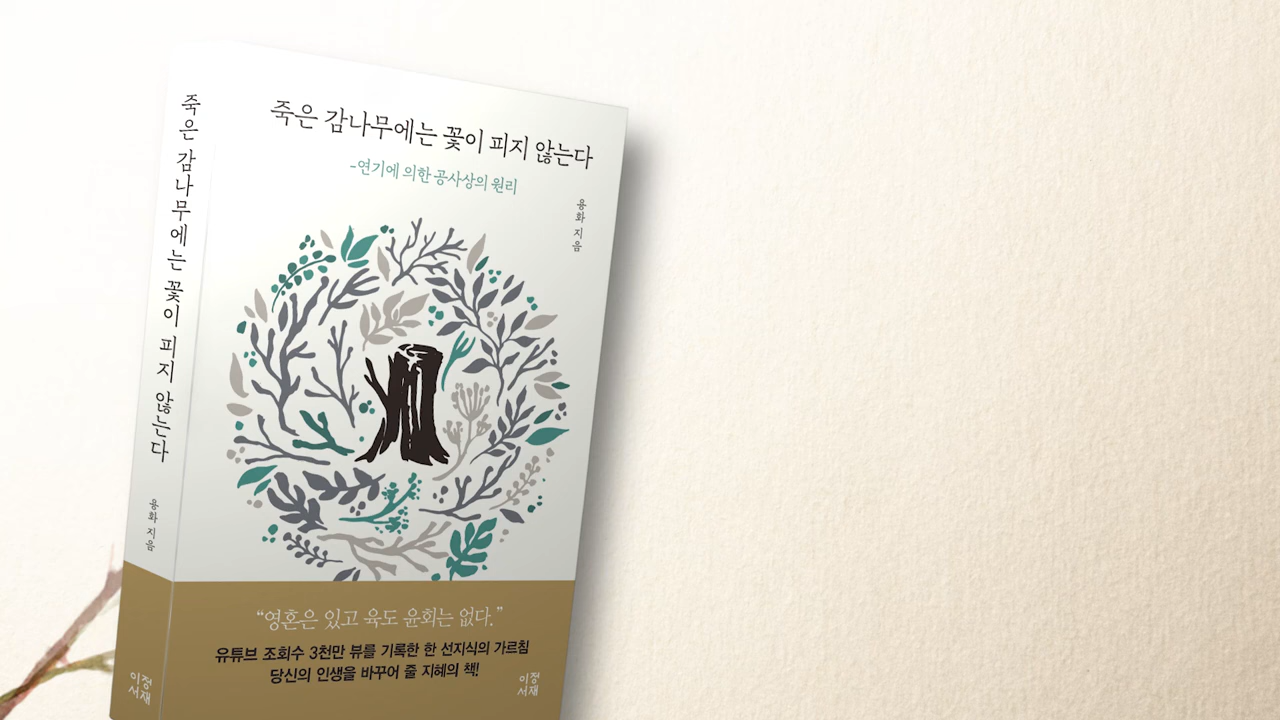 죽은 감나무에는 꽃이 피지 않는다
용화 지음
이정
서재
죽은 감나무에는 꽃이 피지 않는다
-연기에 의한 공사상의 원리
용화 지음
“영혼은 있고 육도 윤회는 없다.”
유튜브 조회수 3천만 뷰를 기록한 한 선지식의 가르침
당신의 인생을 바꾸어 줄 지혜의 책!
이정
서재